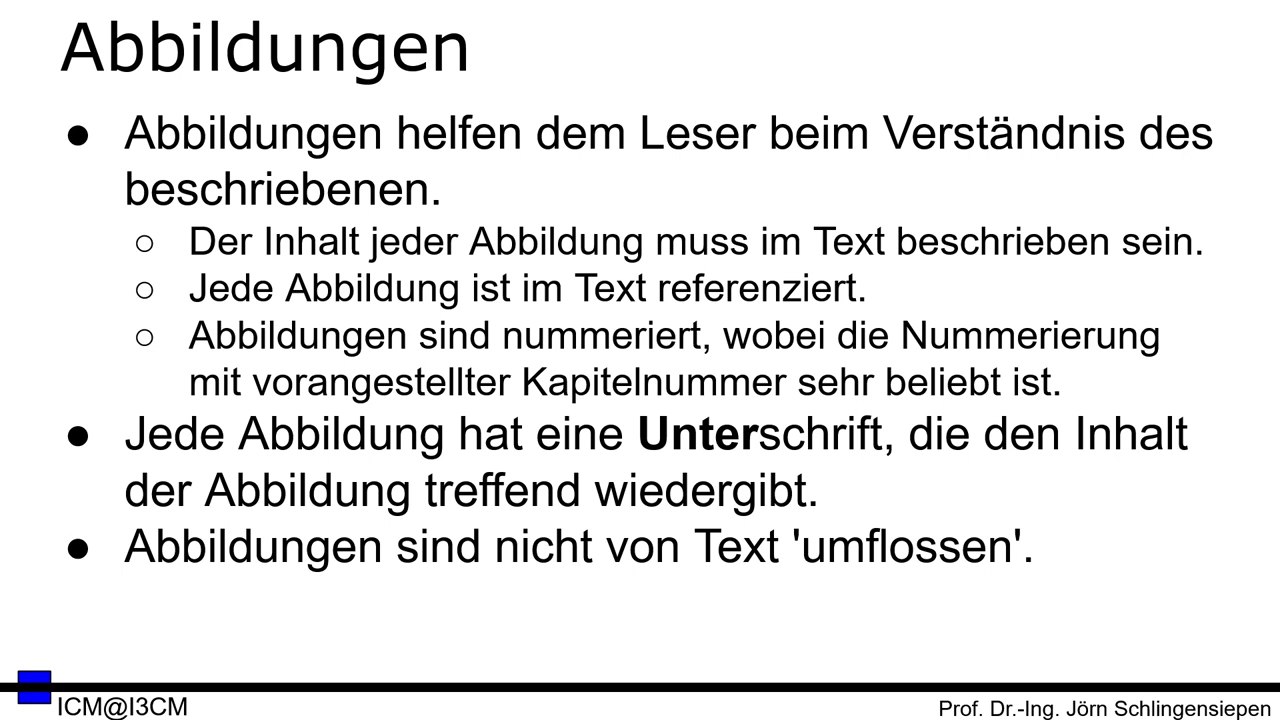 Abbildungen
● Abbildungen helfen dem Leser beim Verständnis des
beschriebenen.
○ Der Inhalt jeder Abbildung muss im Text beschrieben sein.
○ Jede Abbildung ist im Text referenziert.
○ Abbildungen sind nummeriert, wobei die Nummerierung
mit vorangestellter Kapitelnummer sehr beliebt ist.
● Jede Abbildung hat eine Unterschrift, die den Inhalt
der Abbildung treffend wiedergibt.
● Abbildungen sind nicht von Text 'umflossen'.
ICM@I3CM
Prof. Dr.-Ing. Jörn Schlingensiepen